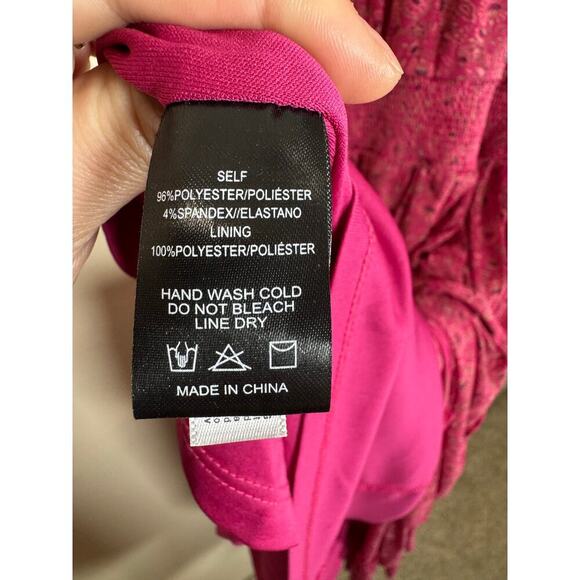 SELF
96%POLYESTER/POLIÉSTER
4%SPANDEX//ELASTANO
LINING
100%POLYESTER/POLIÉSTER
HAND WASH COLD
DO NOT BLEACH
LINE DRY
MADE IN CHINA